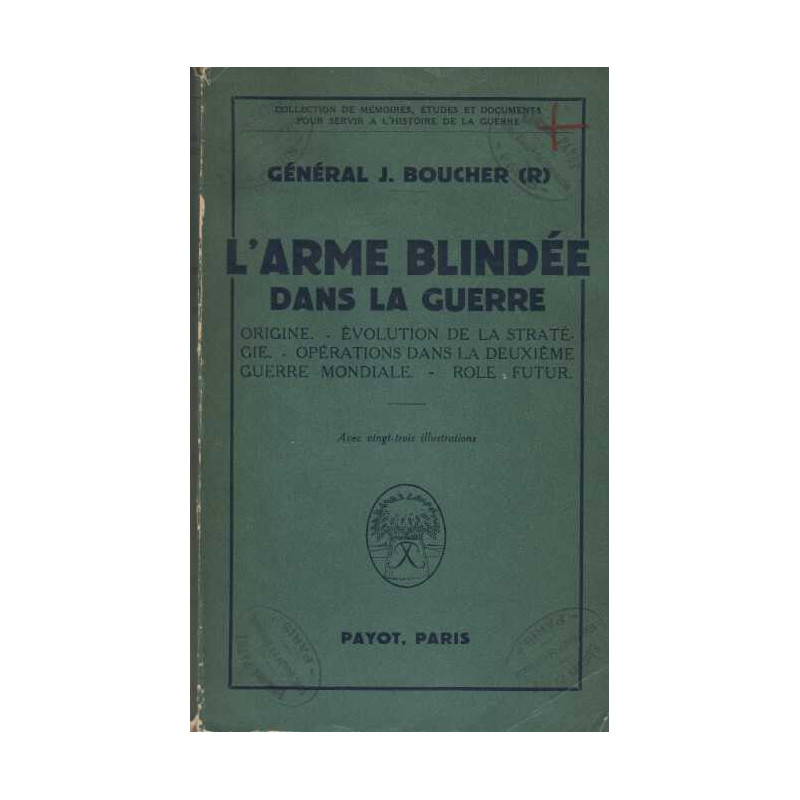 COLLECTION DE MÉMOIRES, ÉTUDES ET DOCUMENTS
POUR SERVIR A L'HISTOIRE DE LA GUERRE
GÉNÉRAL J. BOUCHER (R)
L'ARME BLINDÉE
DANS LA GUERRE
ORIGINE. - ÉVOLUTION DE LA STRATÉ-
GIE. - OPÉRATIONS DANS LA DEUXIÈME
GUERRE MONDIALE. - ROLE FUTUR.
Avec vingt-trois illustrations
PAYOT, PARIS
- PARIS -
- PARIS -